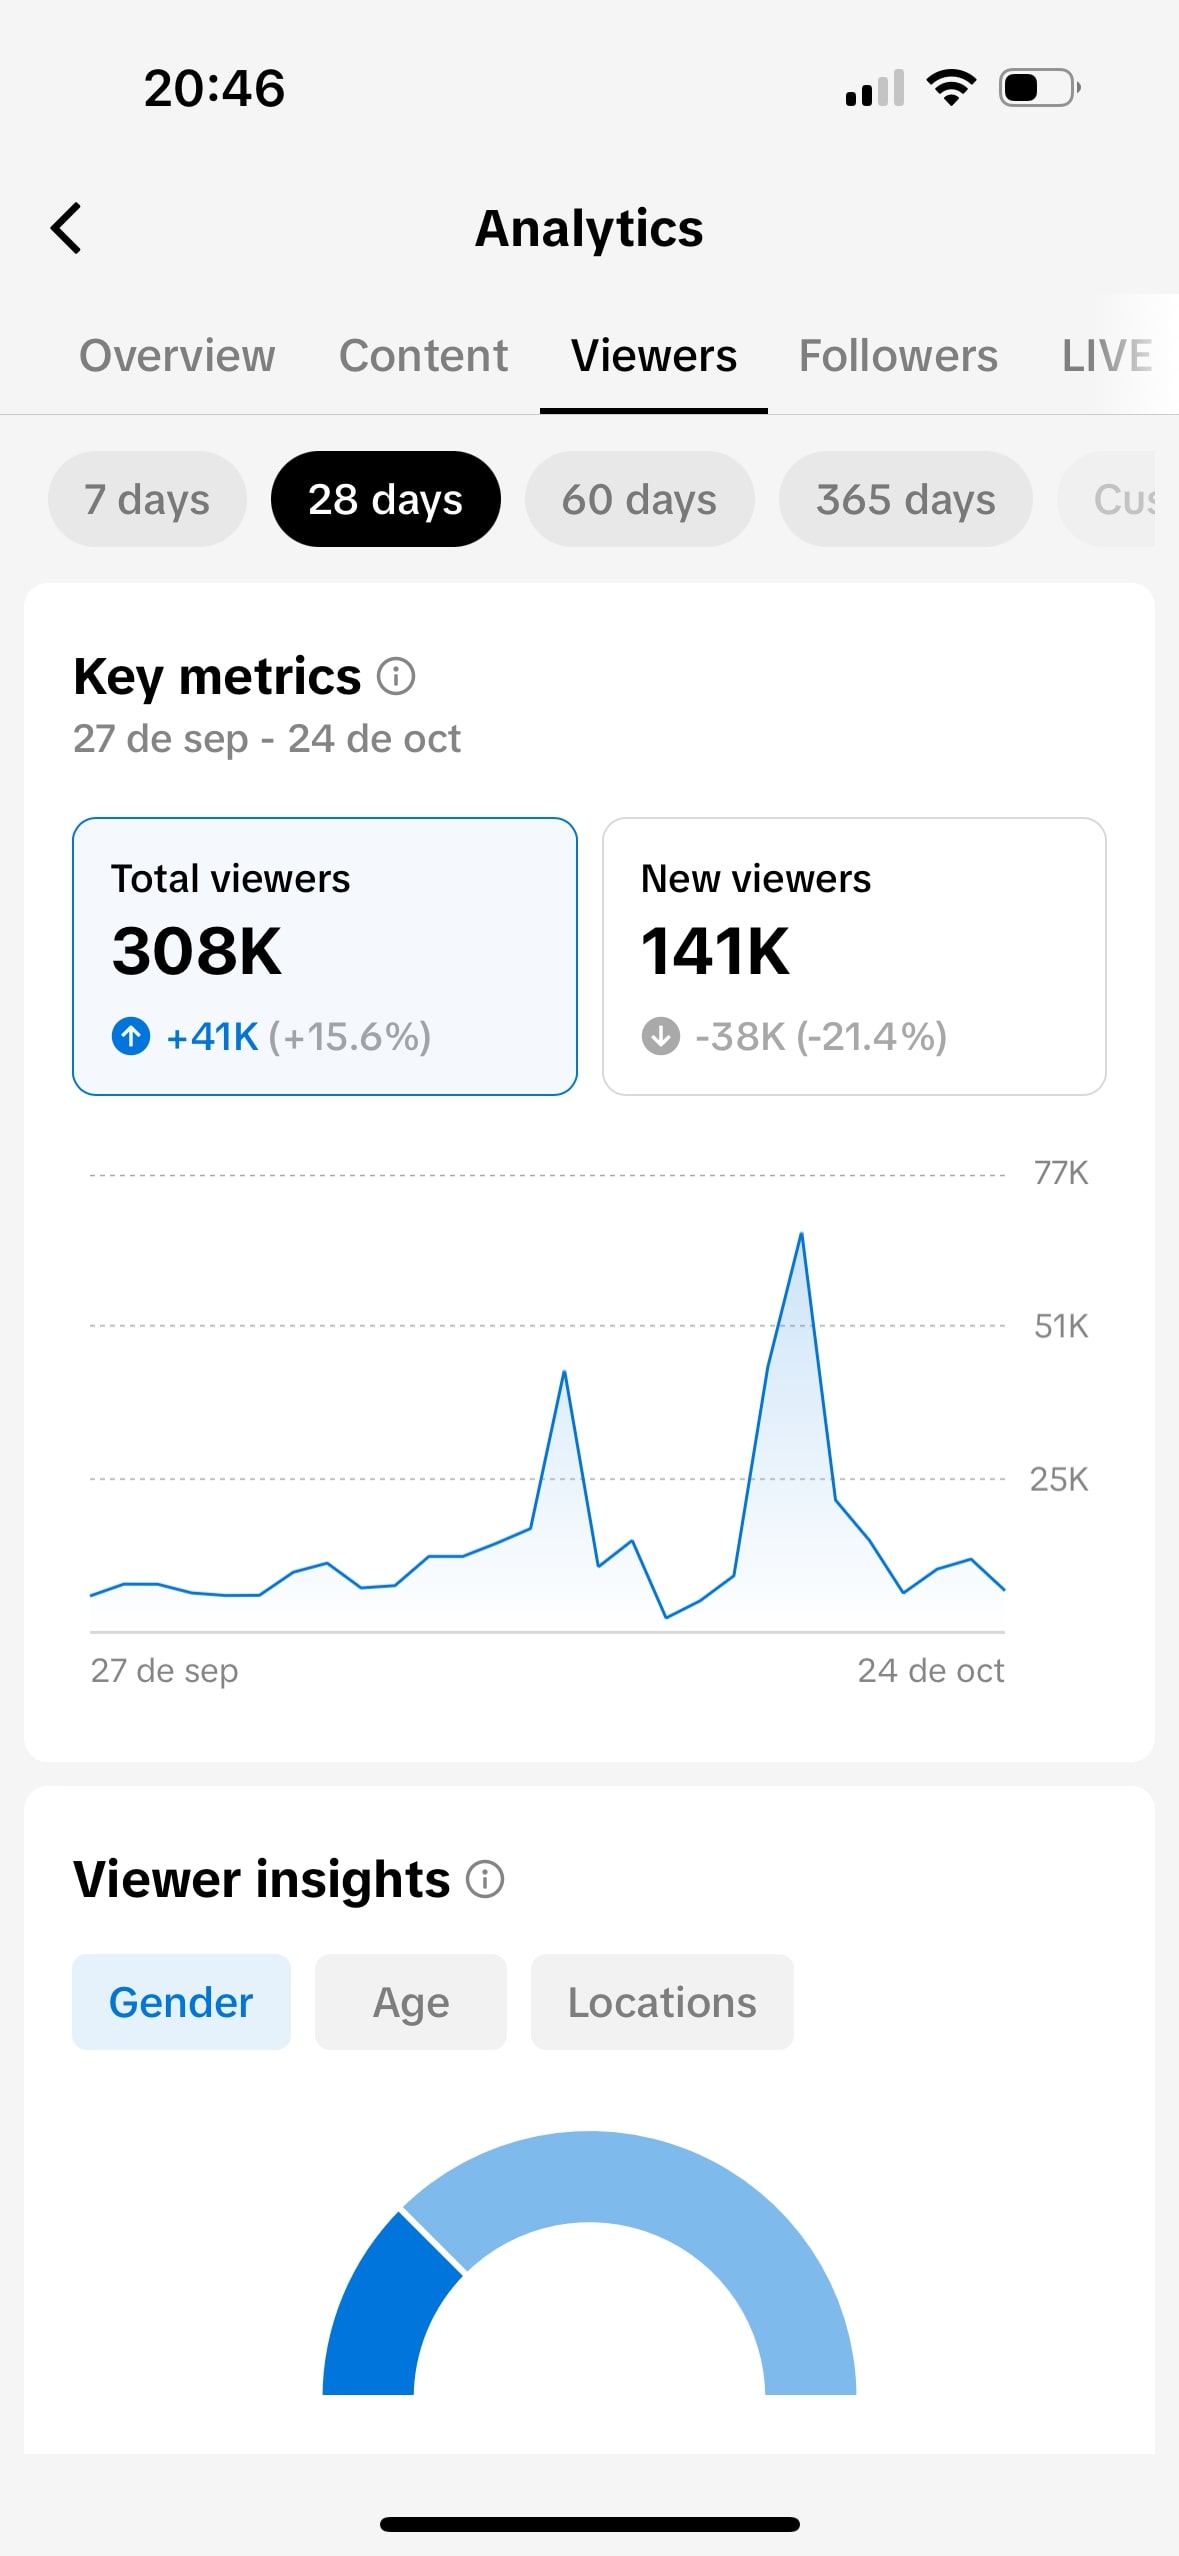 20:46
Analytics
Overview Content Viewers Followers LIVE
7 days 28 days 60 days 365 days Cus
Key metrics
27 de sep - 24 de oct
Total viewers New viewers
308K 141K
+41K (+15.6%) -38K (-21.4%)
77K
51K
25K
27 de sep 24 de oct
Viewer insights
Gender Age Locations